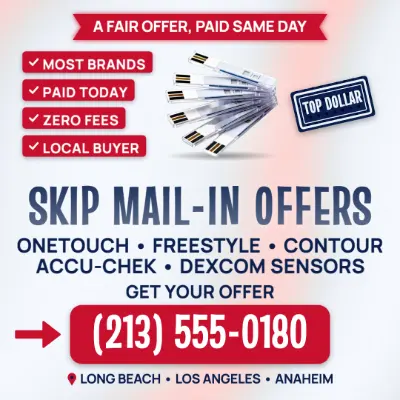 A FAIR OFFER, PAID SAME DAY
MOST BRANDS
PAID TODAY
ZERO FEES
LOCAL BUYER
TOP DOLLAR
SKIP MAIL-IN OFFERS
ONETOUCH • FREESTYLE • CONTOUR
ACCU-CHEK • DEXCOM SENSORS
GET YOUR OFFER
(213) 555-0180
LONG BEACH • LOS ANGELES • ANAHEIM